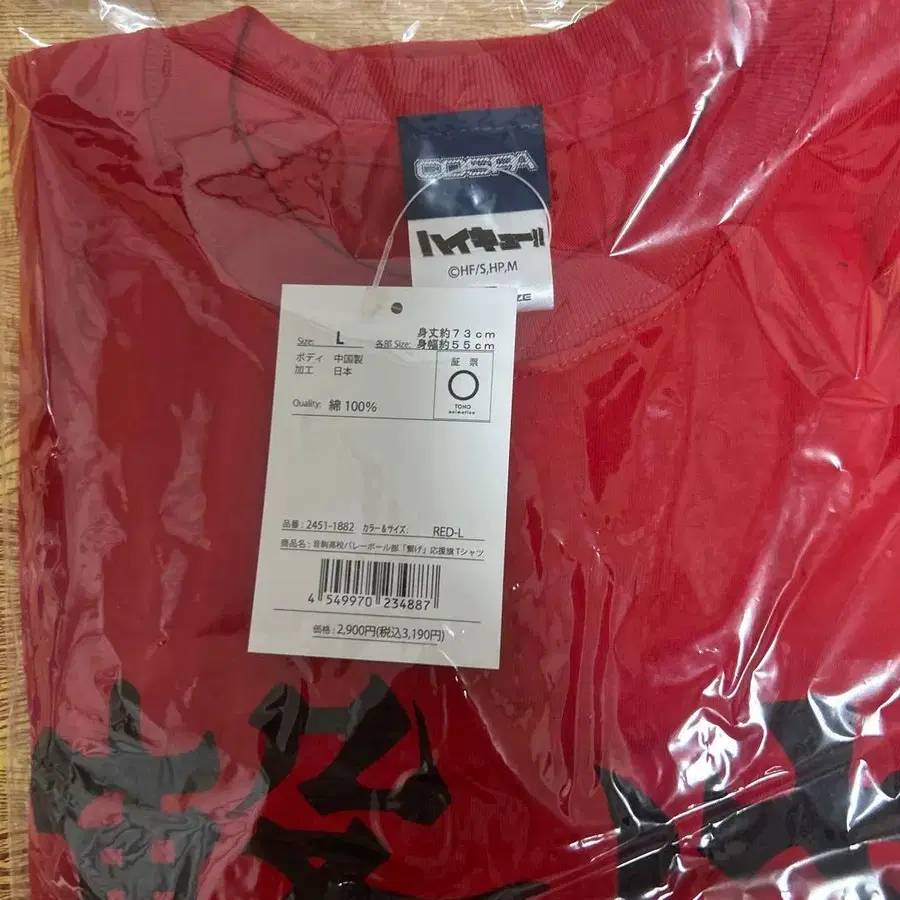 COSPA
ハイキュー!!
©HF/S,HP,M
ZE
Size: L 各部 Size: 身丈約73cm
身幅約55cm
ボディ 中国製
加工 日本
証票
TOHO
animation
Quality: 綿 100%
品番 : 2451-1882 カラー&サイズ: RED-L
商品名 : 音駒高校バレーボール部「繋げ」応援旗Tシャツ
4 549970 234887
価格 : 2,900円(税込3,190円)